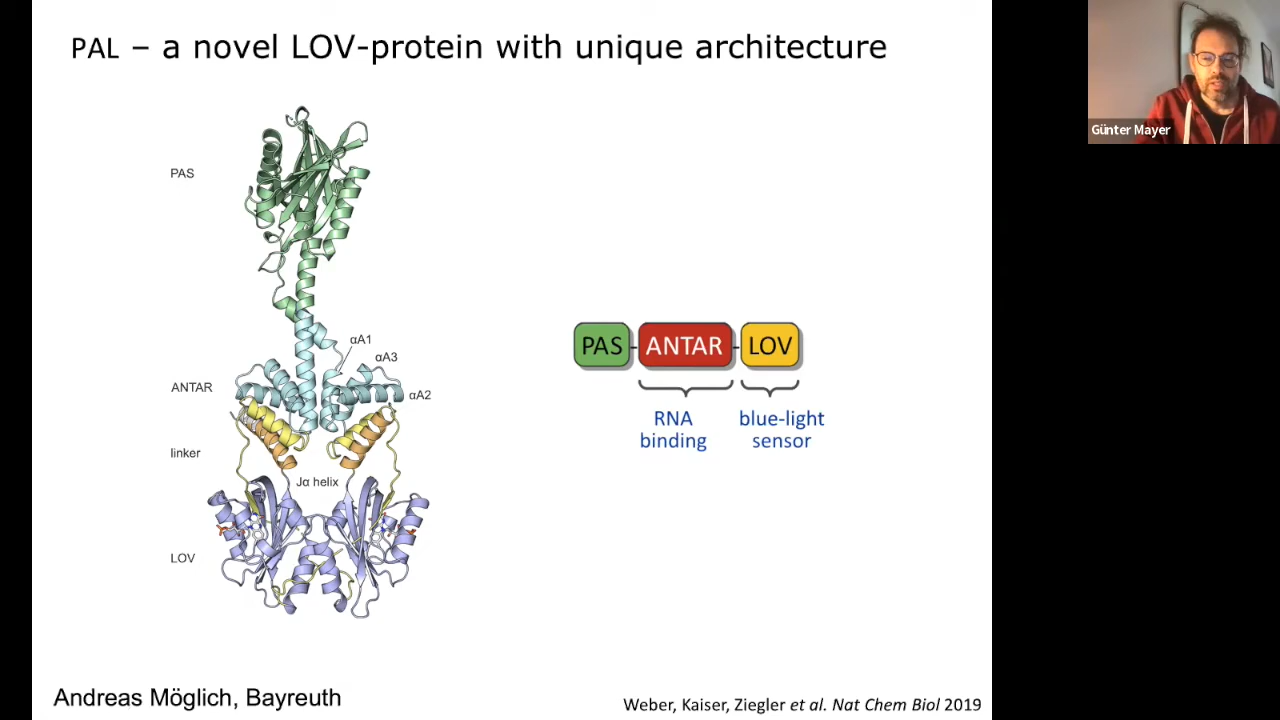 PAL – a novel LOV-protein with unique architecture
Günter Mayer
PAS
αA1
αA3
ANTAR
αA2
linker
Jα helix
LOV
PAS ANTAR LOV
RNA binding
blue-light sensor
Andreas Möglich, Bayreuth
Weber, Kaiser, Ziegler et al. Nat Chem Biol 2019